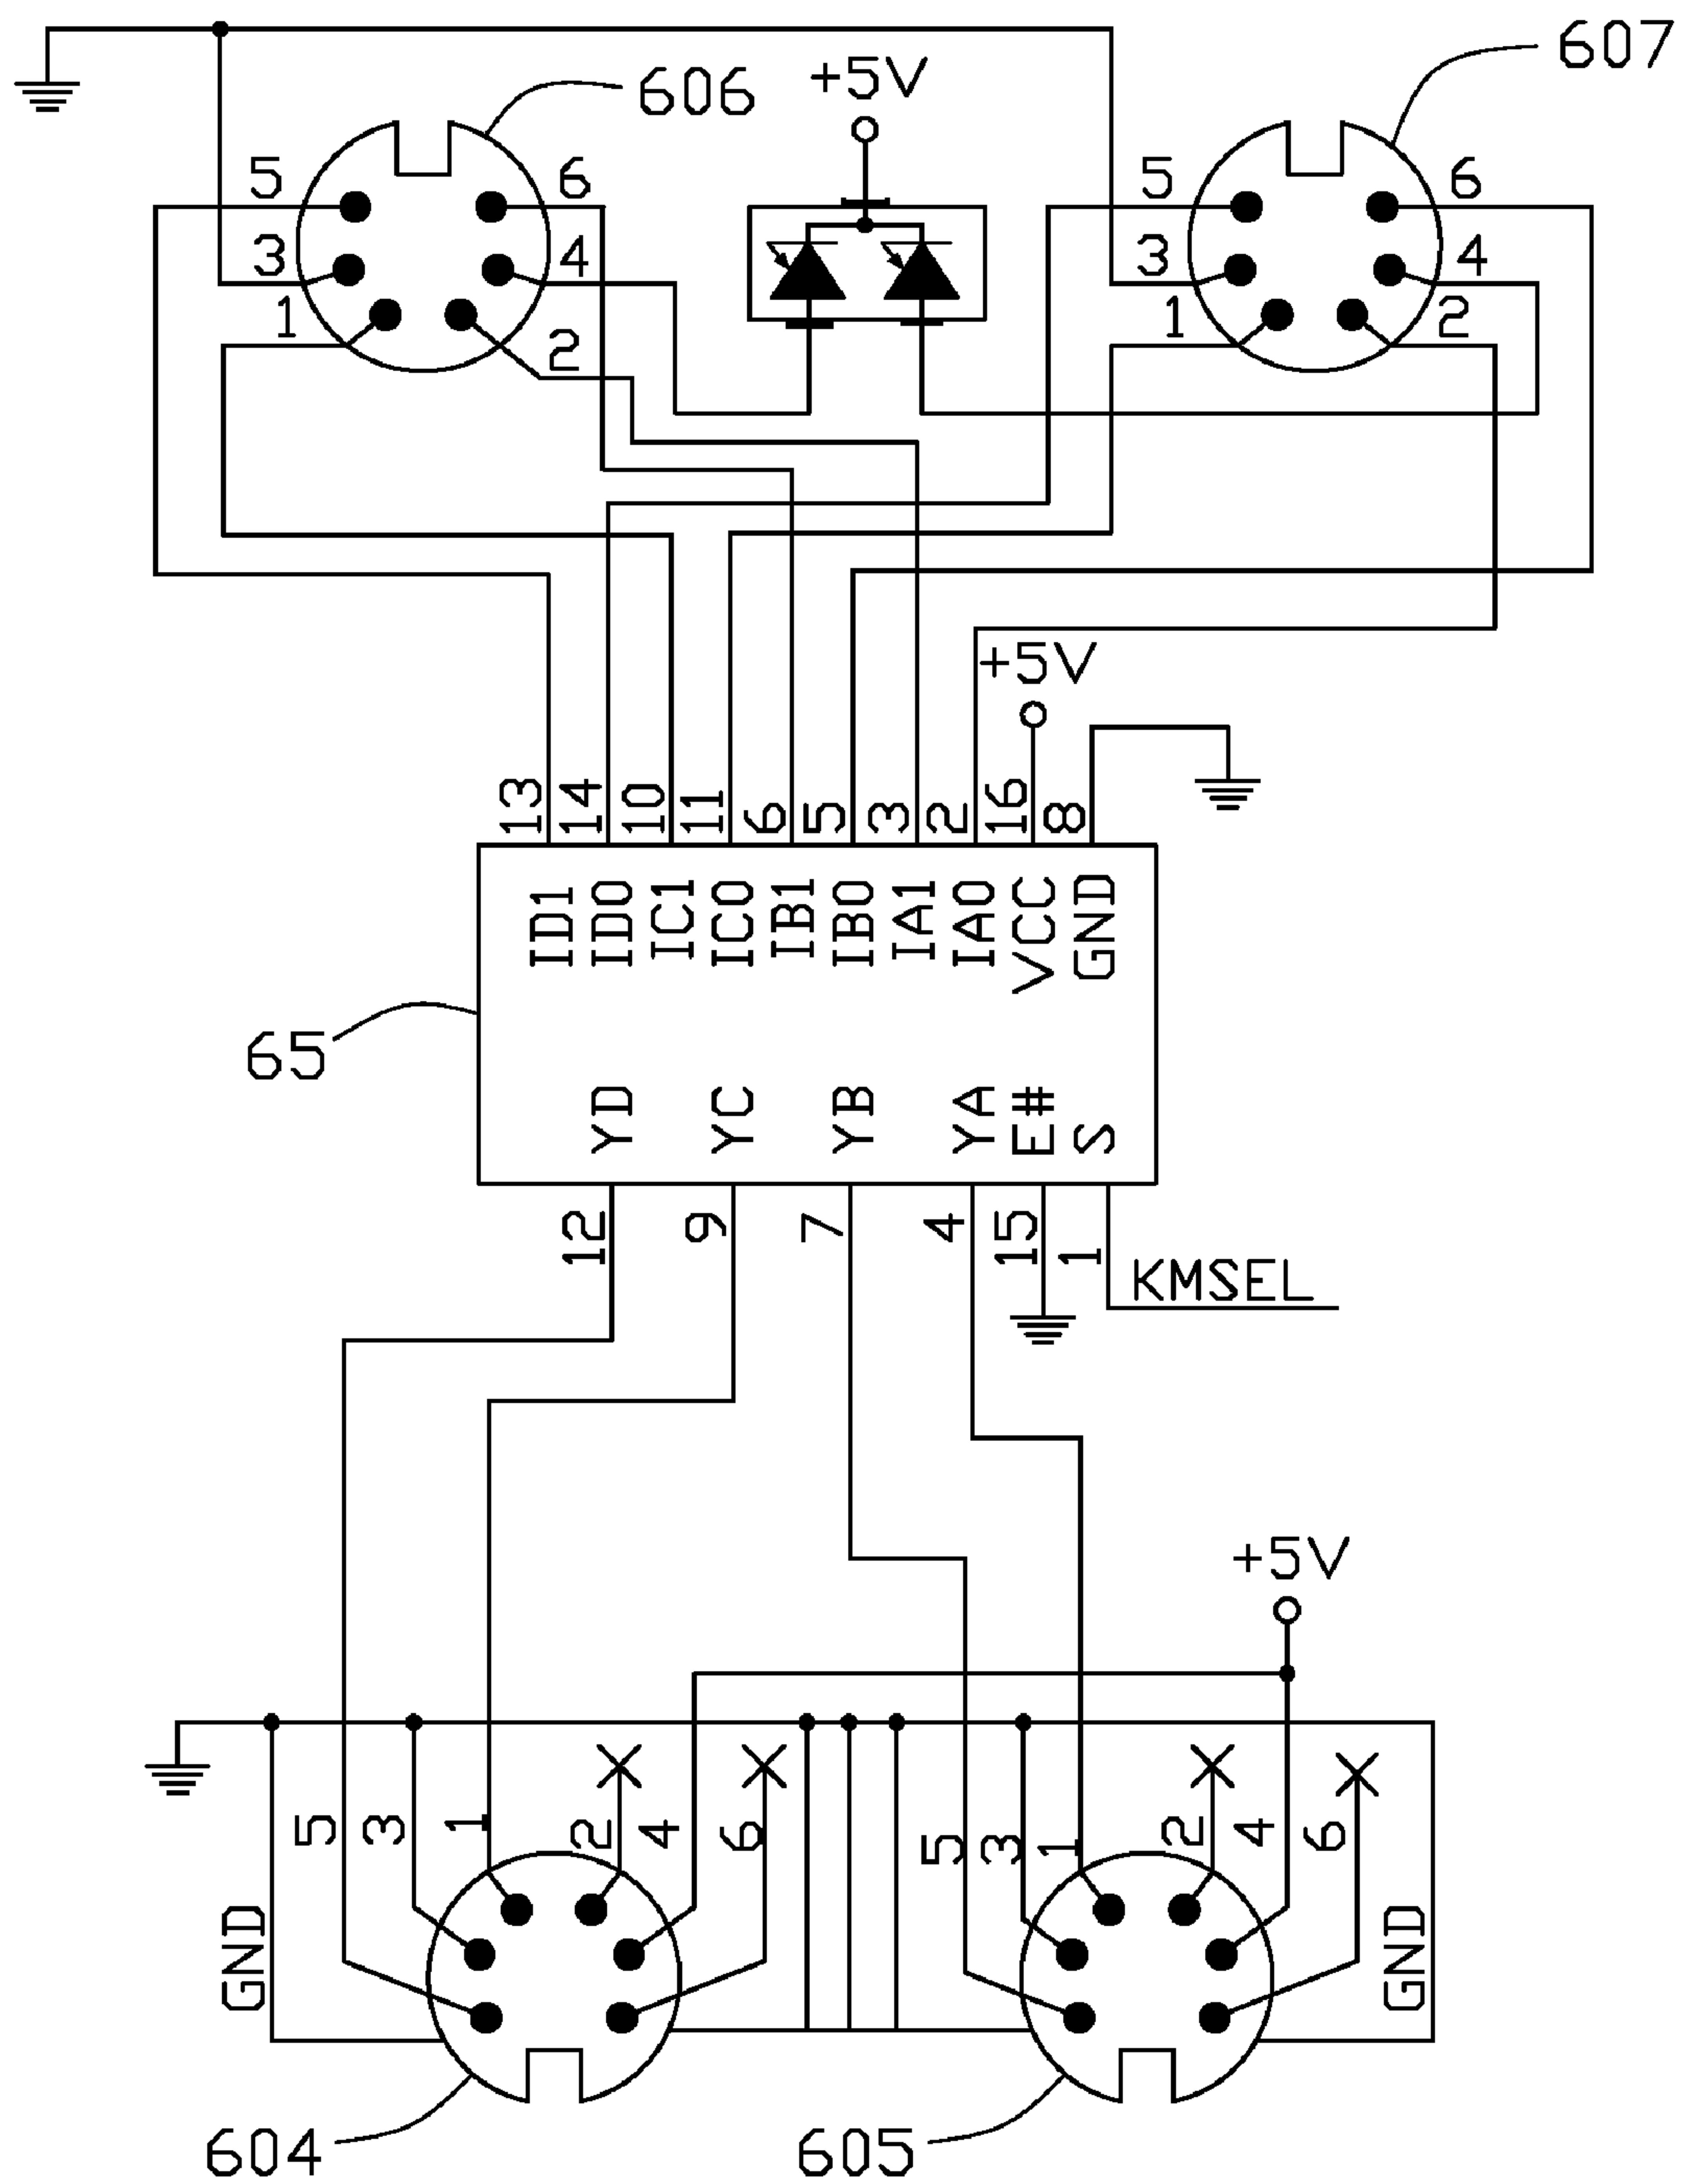 607
606 +5V
5 6 5 6
3 4 3 4
1 2 1 2
+5V
13 14 10 11 6 5 3 2 16 8
ID1 ID0 IC1 IC0 IB1 IB0 IA1 IA0 VCC GND
65
YD YC YB YA E# S
12 9 7 4 15 1
KMSEL
+5V
5 3 1 2 4 6 5 3 1 2 4 6
GND GND
604 605